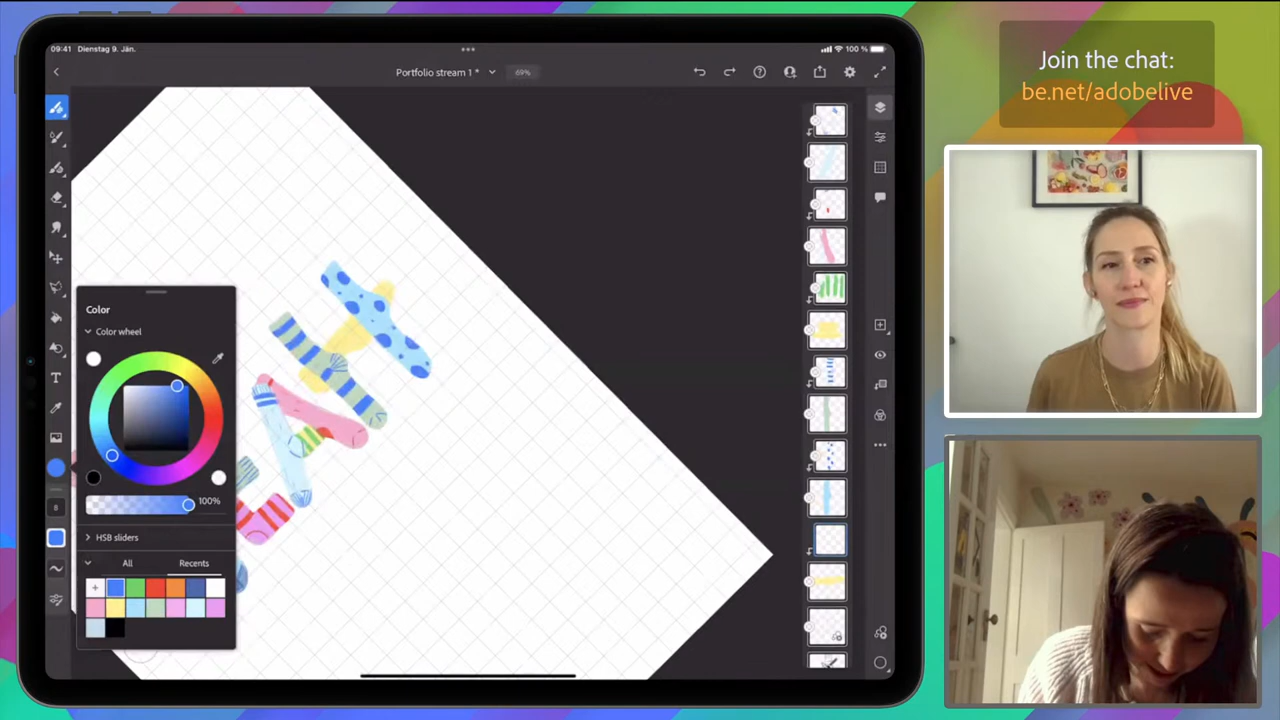 09:41 Dienstag 9. Jän.
100 %
Portfolio stream 1 *
69%
Color
Color wheel
100%
HSB sliders
All
Recents
8
T
Join the chat:
be.net/adobelive